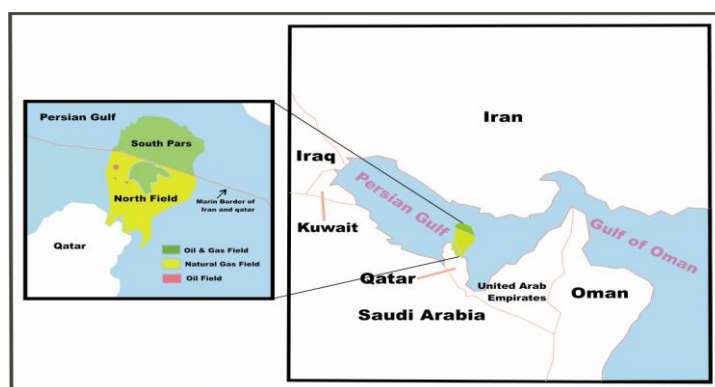 Persian Gulf
South Pars
North Field
Marin Border of
Iran and qatar
Qatar
Oil & Gas Field
Natural Gas Field
Oil Field
Iran
Iraq
Persian Gulf
Kuwait
Gulf of Oman
Qatar
United Arab
Empirates
Oman
Saudi Arabia